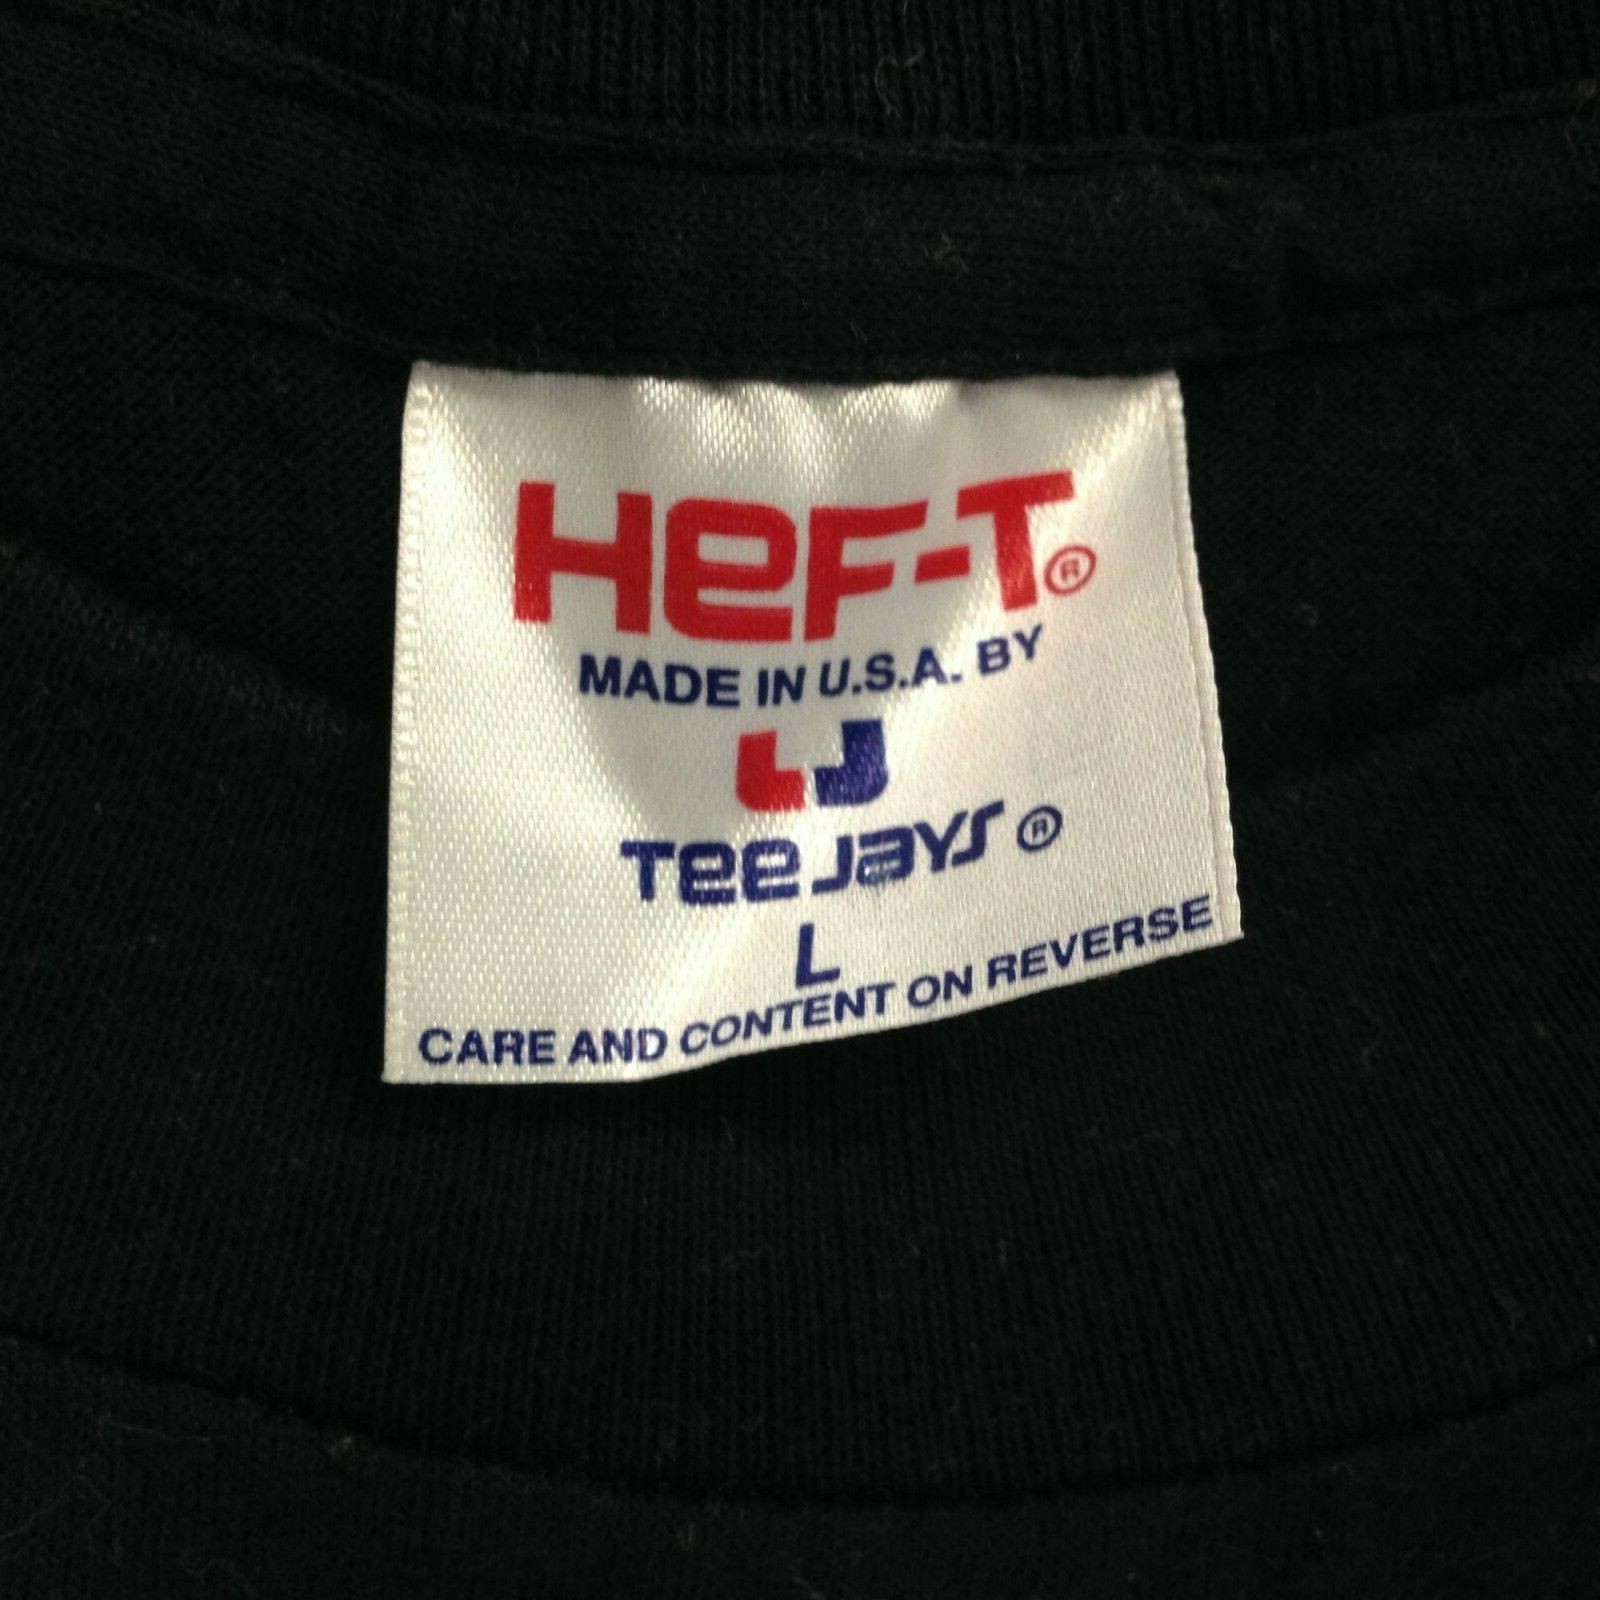 HeF-T®
MADE IN U.S.A. BY
TeeJays®
L
CARE AND CONTENT ON REVERSE